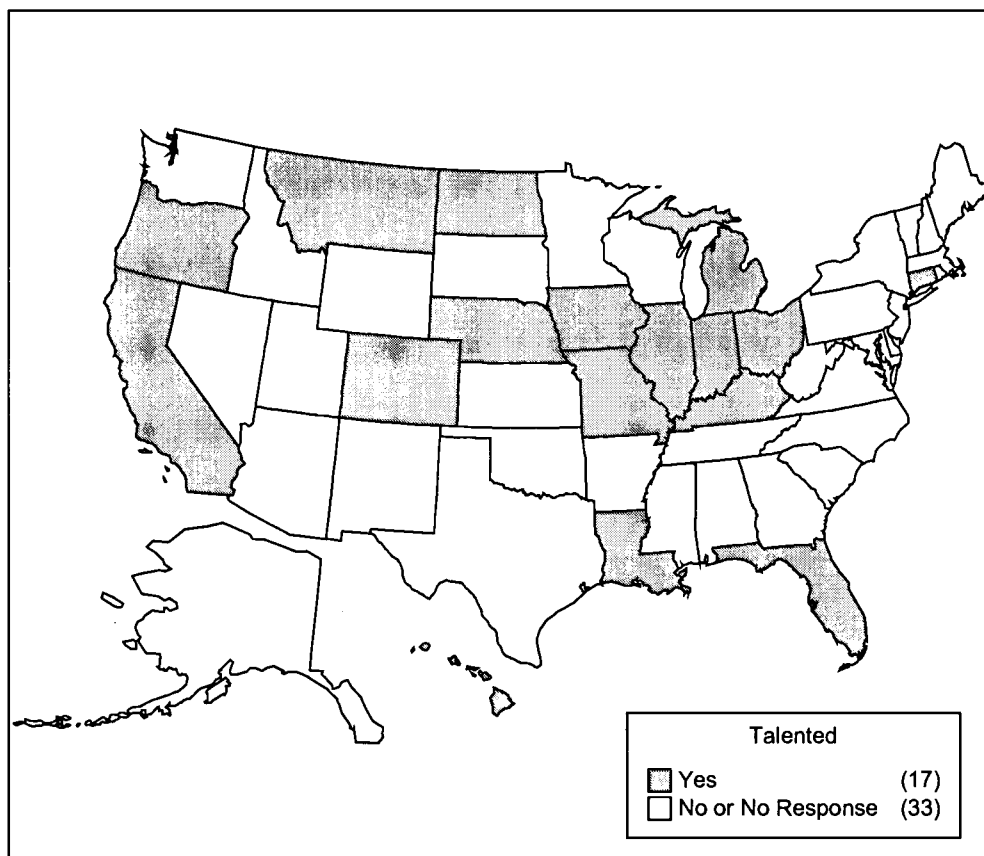 Talented
Yes (17)
No or No Response (33)